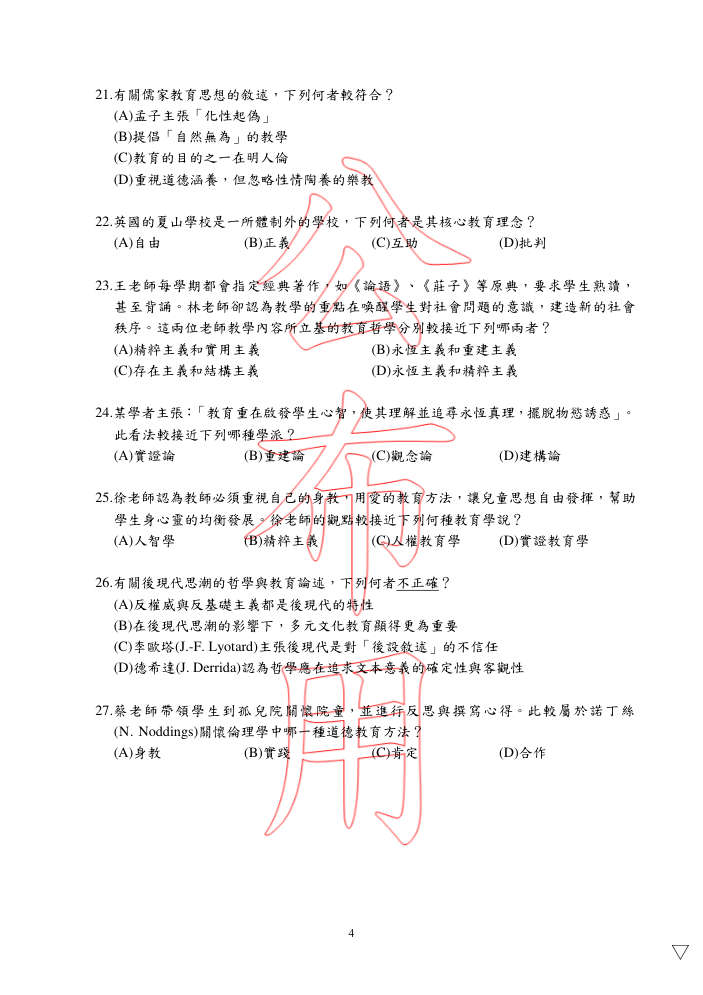 21.有關儒家教育思想的敘述，下列何者較符合？
(A)孟子主張「化性起偽」
(B)提倡「自然無為」的教學
(C)教育的目的之一在明人倫
(D)重視道德涵養，但忽略性情陶養的樂教
22.英國的夏山學校是一所體制外的學校，下列何者是其核心教育理念？
(A)自由 (B)正義 (C)互助 (D)批判
23.王老師每學期都會指定經典著作，如《論語》、《莊子》等原典，要求學生熟讀，
甚至背誦。林老師卻認為教學的重點在喚醒學生對社會問題的意識，建造新的社會
秩序。這兩位老師教學內容所立基的教育哲學分別較接近下列哪兩者？
(A)精粹主義和實用主義 (B)永恆主義和重建主義
(C)存在主義和結構主義 (D)永恆主義和精粹主義
24.某學者主張：「教育重在啟發學生心智，使其理解並追尋永恆真理，擺脫物慾誘惑」。
此看法較接近下列哪種學派？
(A)實證論 (B)重建論 (C)觀念論 (D)建構論
25.徐老師認為教師必須重視自己的身教，用愛的教育方法，讓兒童思想自由發揮，幫助
學生身心靈的均衡發展。徐老師的觀點較接近下列何種教育學說？
(A)人智學 (B)精粹主義 (C)人權教育學 (D)實證教育學
26.有關後現代思潮的哲學與教育論述，下列何者不正確？
(A)反權威與反基礎主義都是後現代的特性
(B)在後現代思潮的影響下，多元文化教育顯得更為重要
(C)李歐塔(J.-F. Lyotard)主張後現代是對「後設敘述」的不信任
(D)德希達(J. Derrida)認為哲學應在追求文本意義的確定性與客觀性
27.蔡老師帶領學生到孤兒院關懷院童，並進行反思與撰寫心得。此較屬於諾丁絲
(N. Noddings)關懷倫理學中哪一種道德教育方法？
(A)身教 (B)實踐 (C)肯定 (D)合作
公布用
4